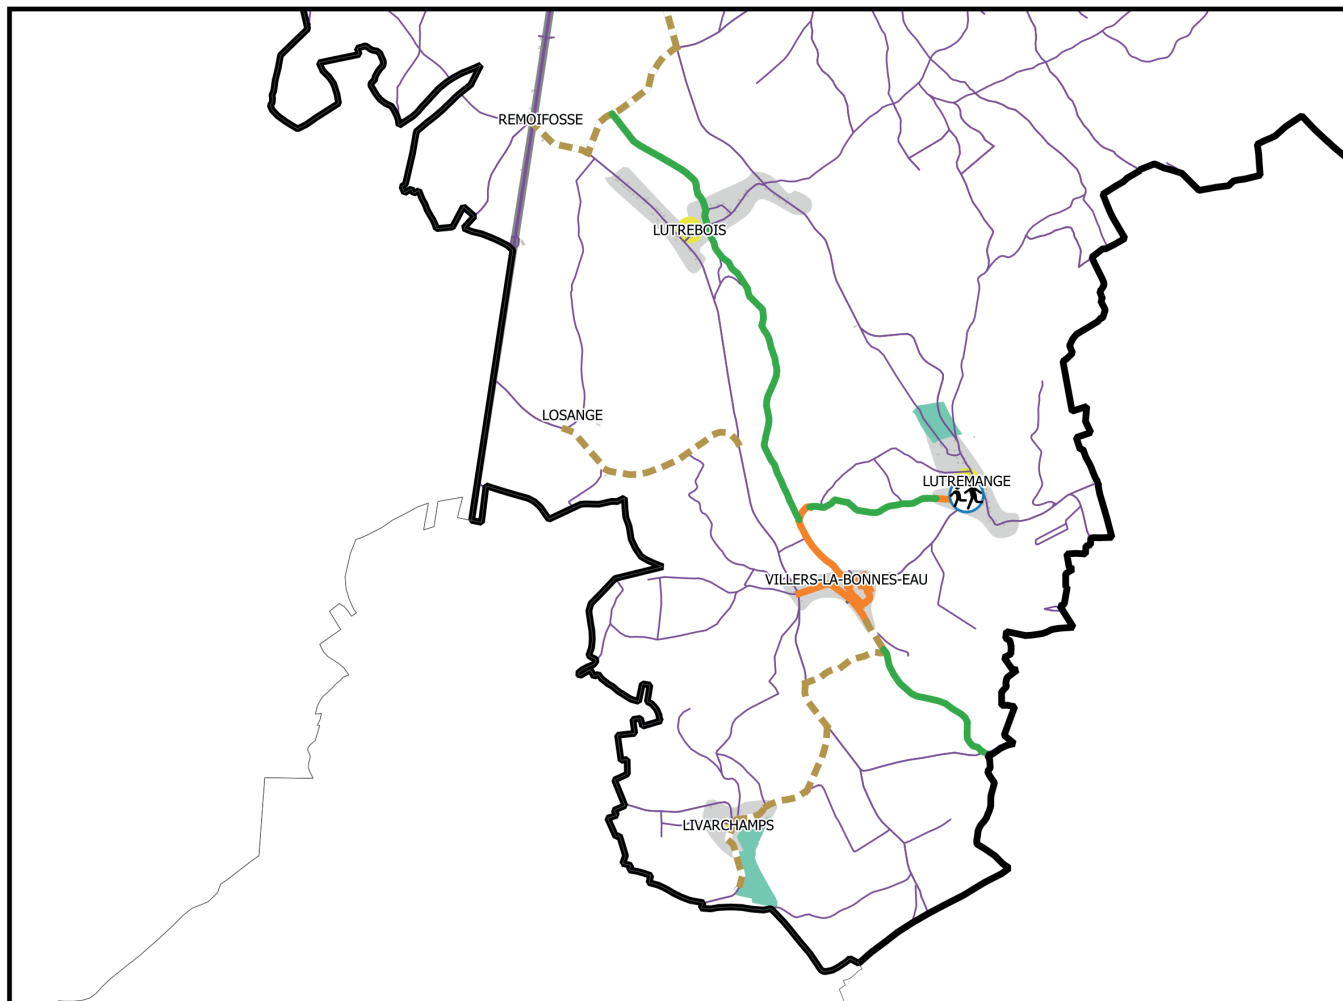 REMOIFOSSE
LUTREBOIS
LOSANGE
LUTREMANGE
VILLERS-LA-BONNES-EAU
LIVARCHAMPS